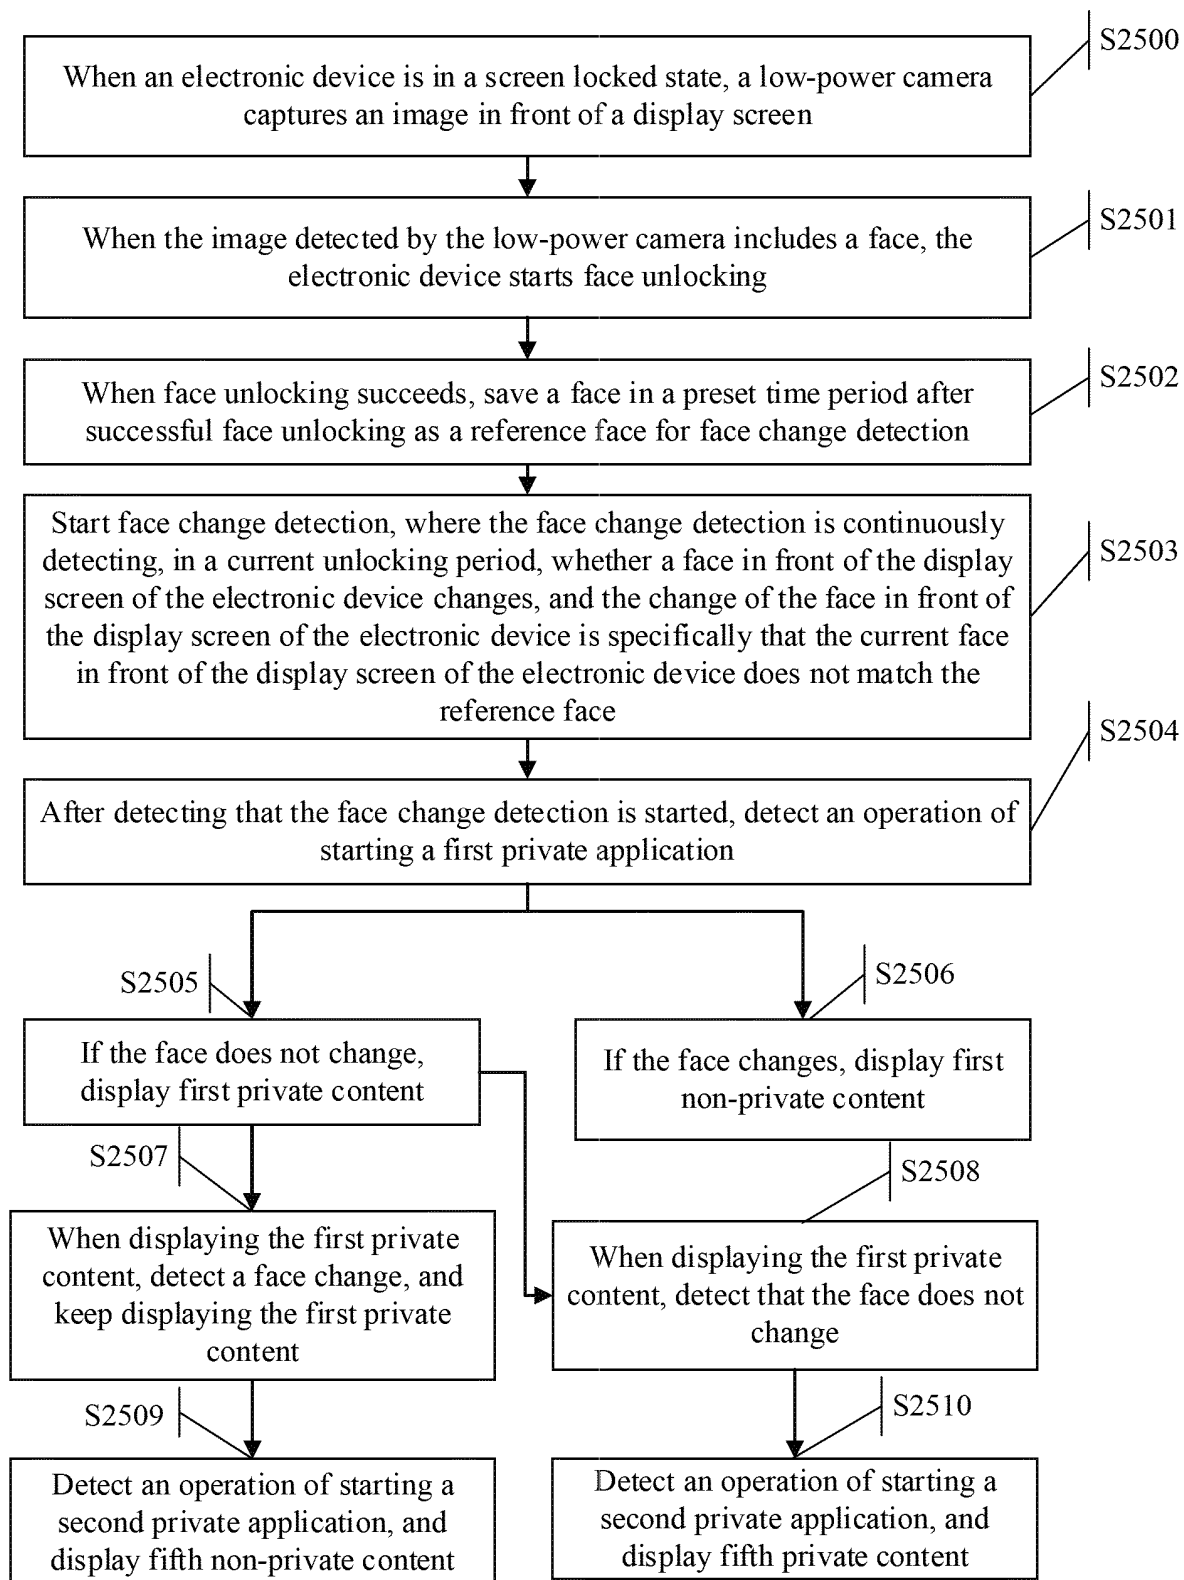 S2500
When an electronic device is in a screen locked state, a low-power camera
captures an image in front of a display screen
S2501
When the image detected by the low-power camera includes a face, the
electronic device starts face unlocking
S2502
When face unlocking succeeds, save a face in a preset time period after
successful face unlocking as a reference face for face change detection
S2503
Start face change detection, where the face change detection is continuously
detecting, in a current unlocking period, whether a face in front of the display
screen of the electronic device changes, and the change of the face in front of
the display screen of the electronic device is specifically that the current face
in front of the display screen of the electronic device does not match the
reference face
S2504
After detecting that the face change detection is started, detect an operation of
starting a first private application
S2505
If the face does not change,
display first private content
S2506
If the face changes, display first
non-private content
S2507
When displaying the first private
content, detect a face change, and
keep displaying the first private
content
S2508
When displaying the first private
content, detect that the face does not
change
S2509
Detect an operation of starting a
second private application, and
display fifth non-private content
S2510
Detect an operation of starting a
second private application, and
display fifth private content